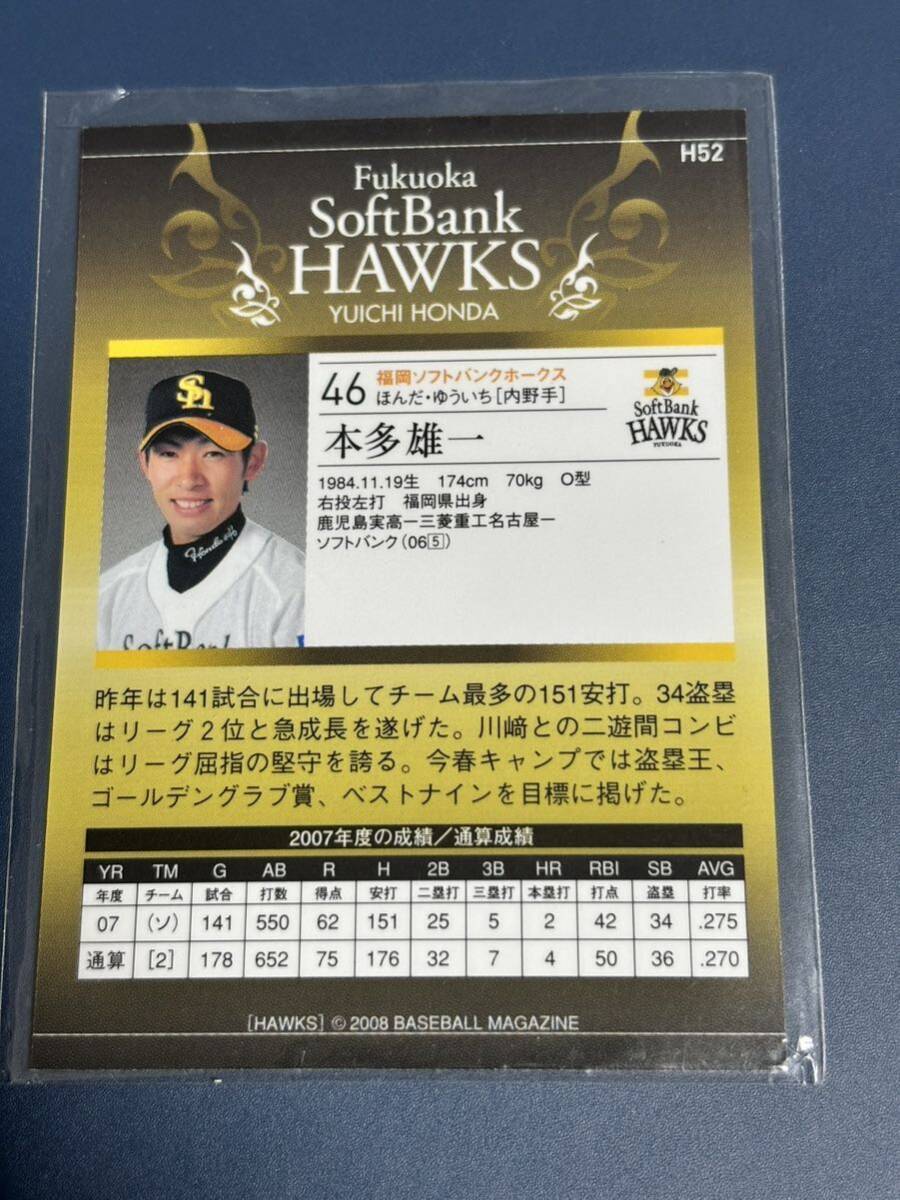 H52
Fukuoka
SoftBank
HAWKS
YUICHI HONDA
46 福岡ソフトバンクホークス
ほんだ・ゆういち[内野手]
本多雄一
SoftBank
HAWKS
FUKUOKA
1984.11.19生 174cm 70kg O型
右投左打 福岡県出身
鹿児島実高ー三菱重工名古屋ー
ソフトバンク(06[5])
Honda 46
SoftBank
昨年は141試合に出場してチーム最多の151安打。34盗塁
はリーグ2位と急成長を遂げた。川﨑との二遊間コンビ
はリーグ屈指の堅守を誇る。今春キャンプでは盗塁王、
ゴールデングラブ賞、ベストナインを目標に掲げた。
2007年度の成績/通算成績
YR TM G AB R H 2B 3B HR RBI SB AVG
年度 チーム 試合 打数 得点 安打 二塁打 三塁打 本塁打 打点 盗塁 打率
07 (ソ) 141 550 62 151 25 5 2 42 34 .275
通算 [2] 178 652 75 176 32 7 4 50 36 .270
[HAWKS] © 2008 BASEBALL MAGAZINE